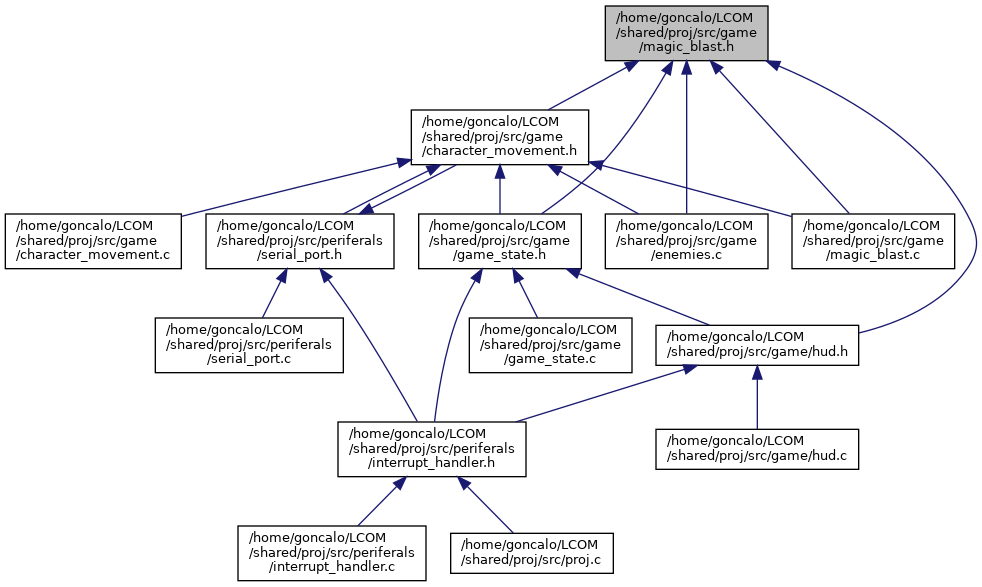 /home/goncalo/LCOM
/shared/proj/src/game
/magic_blast.h
/home/goncalo/LCOM
/shared/proj/src/game
/character_movement.h
/home/goncalo/LCOM
/shared/proj/src/game
/character_movement.c
/home/goncalo/LCOM
/shared/proj/src/periferals
/serial_port.h
/home/goncalo/LCOM
/shared/proj/src/game
/game_state.h
/home/goncalo/LCOM
/shared/proj/src/game
/enemies.c
/home/goncalo/LCOM
/shared/proj/src/game
/magic_blast.c
/home/goncalo/LCOM
/shared/proj/src/periferals
/serial_port.c
/home/goncalo/LCOM
/shared/proj/src/game
/game_state.c
/home/goncalo/LCOM
/shared/proj/src/game/hud.h
/home/goncalo/LCOM
/shared/proj/src/periferals
/interrupt_handler.h
/home/goncalo/LCOM
/shared/proj/src/game/hud.c
/home/goncalo/LCOM
/shared/proj/src/periferals
/interrupt_handler.c
/home/goncalo/LCOM
/shared/proj/src/proj.c